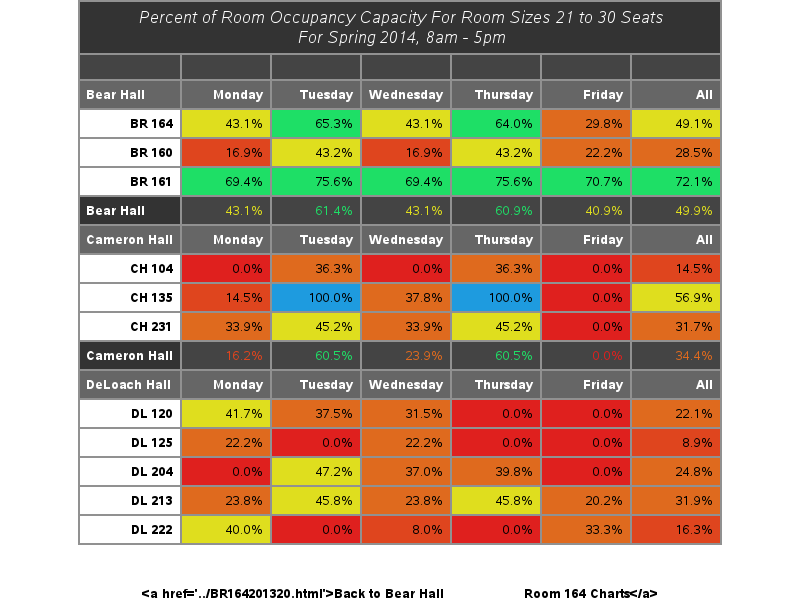 Percent of Room Occupancy Capacity For Room Sizes 21 to 30 Seats
For Spring 2014, 8am - 5pm
Bear Hall Monday Tuesday Wednesday Thursday Friday All
BR 164 43.1% 65.3% 43.1% 64.0% 29.8% 49.1%
BR 160 16.9% 43.2% 16.9% 43.2% 22.2% 28.5%
BR 161 69.4% 75.6% 69.4% 75.6% 70.7% 72.1%
Bear Hall 43.1% 61.4% 43.1% 60.9% 40.9% 49.9%
Cameron Hall Monday Tuesday Wednesday Thursday Friday All
CH 104 0.0% 36.3% 0.0% 36.3% 0.0% 14.5%
CH 135 14.5% 100.0% 37.8% 100.0% 0.0% 56.9%
CH 231 33.9% 45.2% 33.9% 45.2% 0.0% 31.7%
Cameron Hall 16.2% 60.5% 23.9% 60.5% 0.0% 34.4%
DeLoach Hall Monday Tuesday Wednesday Thursday Friday All
DL 120 41.7% 37.5% 31.5% 0.0% 0.0% 22.1%
DL 125 22.2% 0.0% 22.2% 0.0% 0.0% 8.9%
DL 204 0.0% 47.2% 37.0% 39.8% 0.0% 24.8%
DL 213 23.8% 45.8% 23.8% 45.8% 20.2% 31.9%
DL 222 40.0% 0.0% 8.0% 0.0% 33.3% 16.3%
<a href='../BR164201320.html'>Back to Bear Hall Room 164 Charts</a>